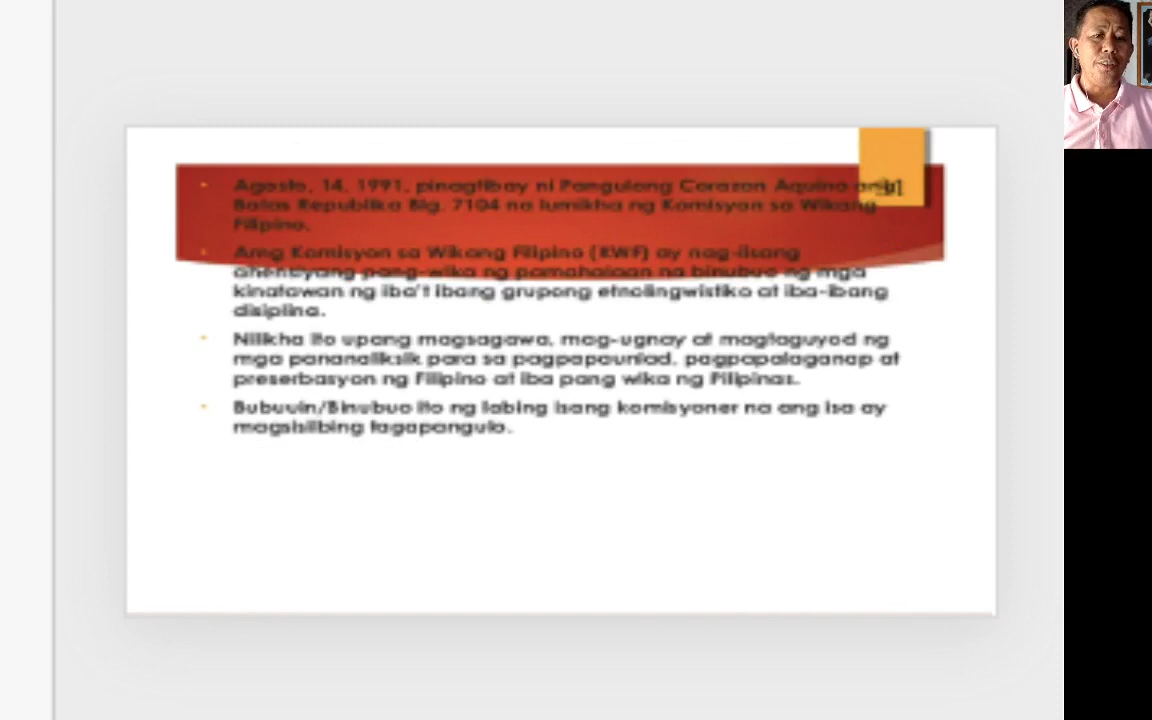 Agosto, 14, 1991, pinagtibay ni Pangulong Corazon Aquino ang
Batas Republika Blg. 7104 na lumikha ng Komisyon sa Wikang
Filipino.
Amg Komisyon sa Wikang Filipino (KWF) ay nag-iisang
ahensyang pang-wika ng pamahalaan na binubuo ng mga
kinatawan ng iba't ibang grupong etnolingwistiko at iba-ibang
disiplina.
Nilikha ito upang magsagawa, mag-ugnay at magtaguyod ng
mga pananaliksik para sa pagpapaunlad, pagpapalaganap at
preserbasyon ng Filipino at iba pang wika ng Pilipinas.
Bubuuin/Binubuo ito ng labing isang komisyoner na ang isa ay
magsisilbing tagapangulo.